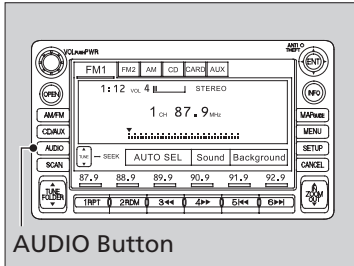 VOL PUSH PWR
ANTI THEFT
FM1 FM2 AM CD CARD AUX
ENT
1:12 VOL 4 STEREO
OPEN
INFO
1 CH 87.9 MHz
AM/FM
CD/AUX
MENU
AUDIO
SETUP
TUNE SEEK AUTO SEL Sound Background
SCAN
CANCEL
87.9 88.9 89.9 90.9 91.9 92.9
TUNE FOLDER
IN ZOOM OUT
1RPT 2RDM 3 4 5 6
AUDIO Button